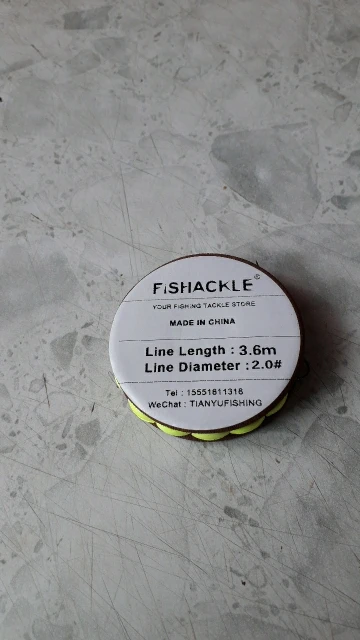 FiSHACKLE®
YOUR FISHING TACKLE STORE
MADE IN CHINA
Line Length : 3.6m
Line Diameter : 2.0#
Tel : 15551811318
WeChat : TIANYUFISHING